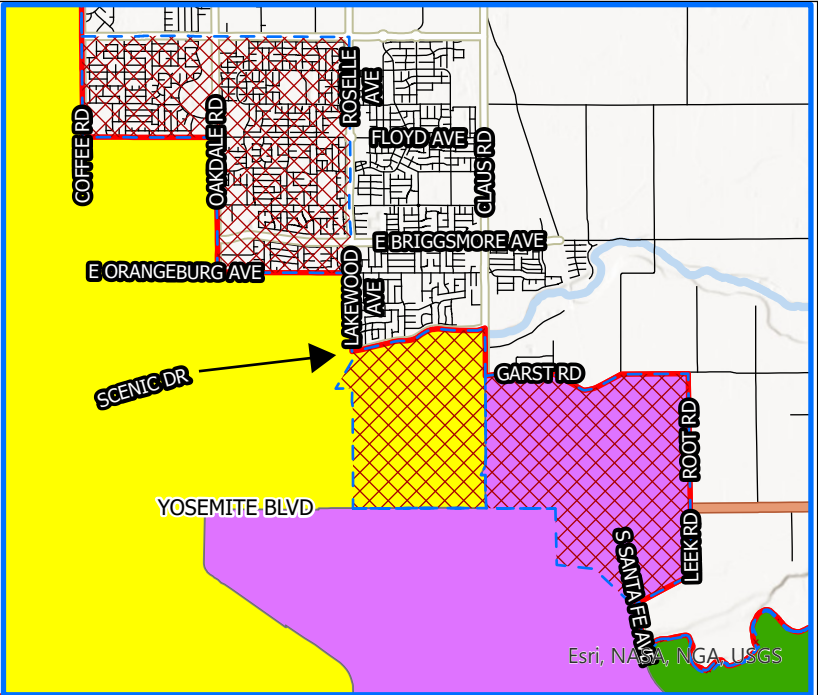 COFFEE RD
OAKDALE RD
ROSELLE
AVE
FLOYD AVE
CLAUS RD
E BRIGGSMORE AVE
E ORANGEBURG AVE
LAKEWOOD
AVE
SCENIC DR
GARST RD
ROOT RD
YOSEMITE BLVD
LEEK RD
S SANTA FE AVE
Esri, NASA, NGA, USGS